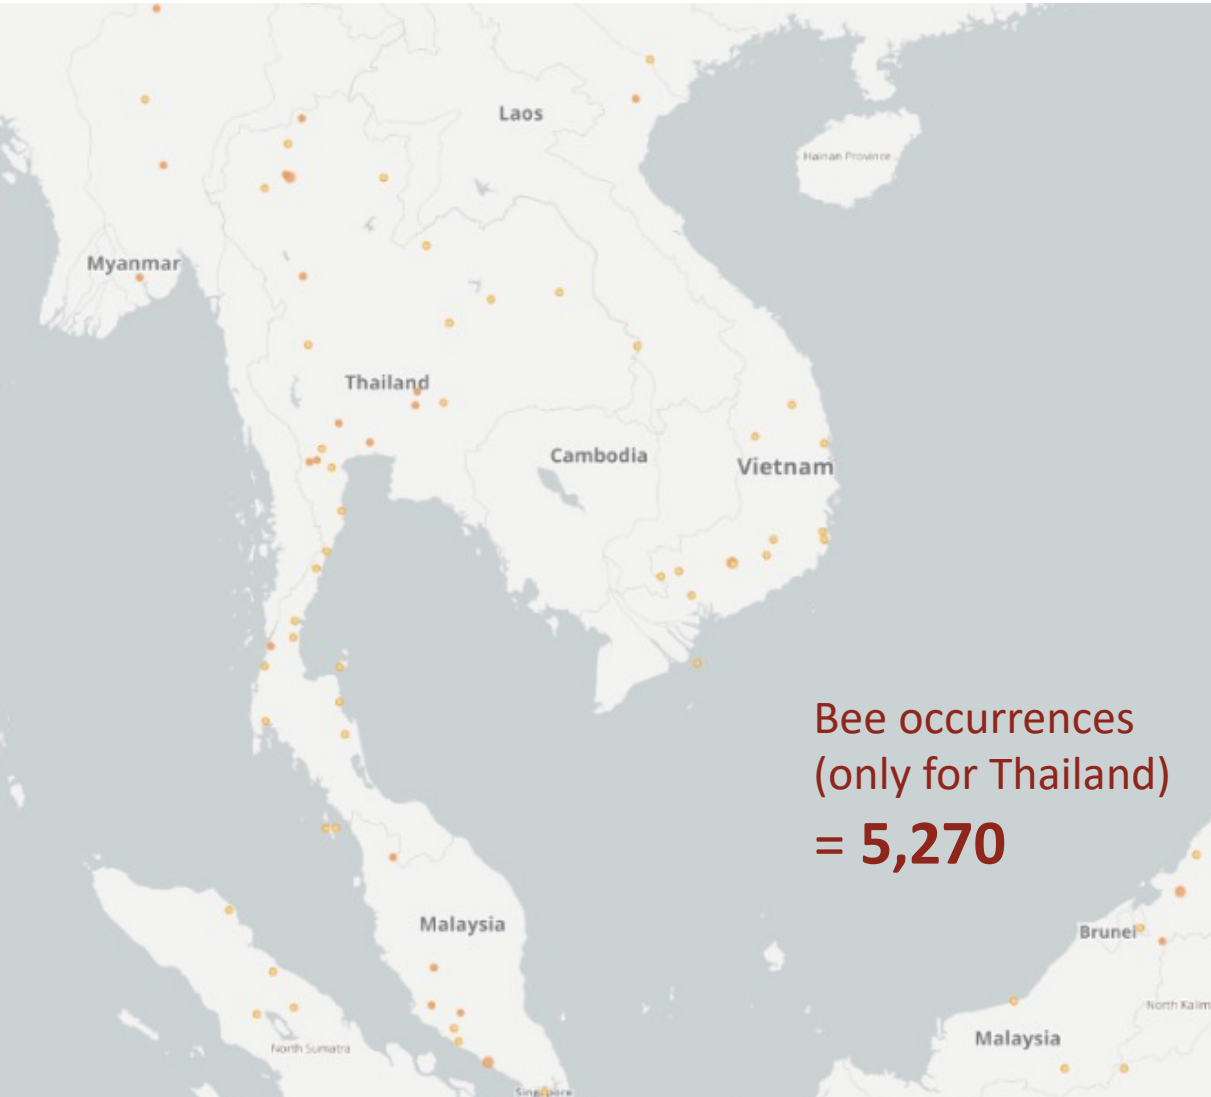 Laos
Hainan Province
Myanmar
Thailand
Cambodia
Vietnam
Bee occurrences
(only for Thailand)
= 5,270
Malaysia
Brunei
North Kalim
Malaysia
North Sumatra
Singapore